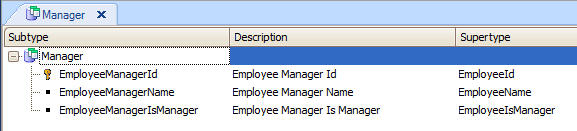 Manager
Subtype Description Supertype
Manager
EmployeeManagerId Employee Manager Id EmployeeId
EmployeeManagerName Employee Manager Name EmployeeName
EmployeeManagerIsManager Employee Manager Is Manager EmployeeIsManager